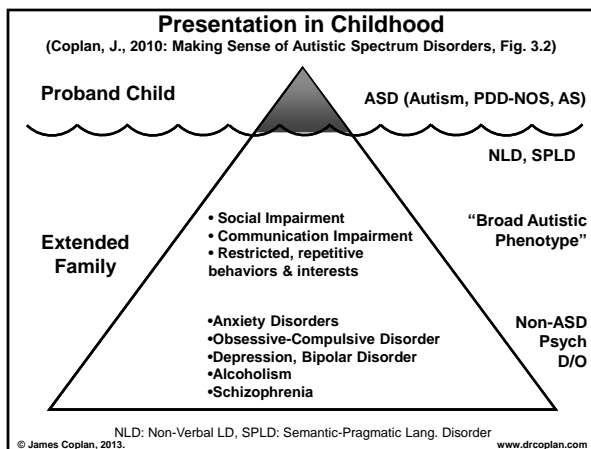 Presentation in Childhood
(Coplan, J., 2010: Making Sense of Autistic Spectrum Disorders, Fig. 3.2)
Proband Child
ASD (Autism, PDD-NOS, AS)
NLD, SPLD
Extended
Family
• Social Impairment
• Communication Impairment
• Restricted, repetitive
behaviors & interests
“Broad Autistic
Phenotype”
•Anxiety Disorders
•Obsessive-Compulsive Disorder
•Depression, Bipolar Disorder
•Alcoholism
•Schizophrenia
Non-ASD
Psych
D/O
NLD: Non-Verbal LD, SPLD: Semantic-Pragmatic Lang. Disorder
© James Coplan, 2013.
www.drcoplan.com